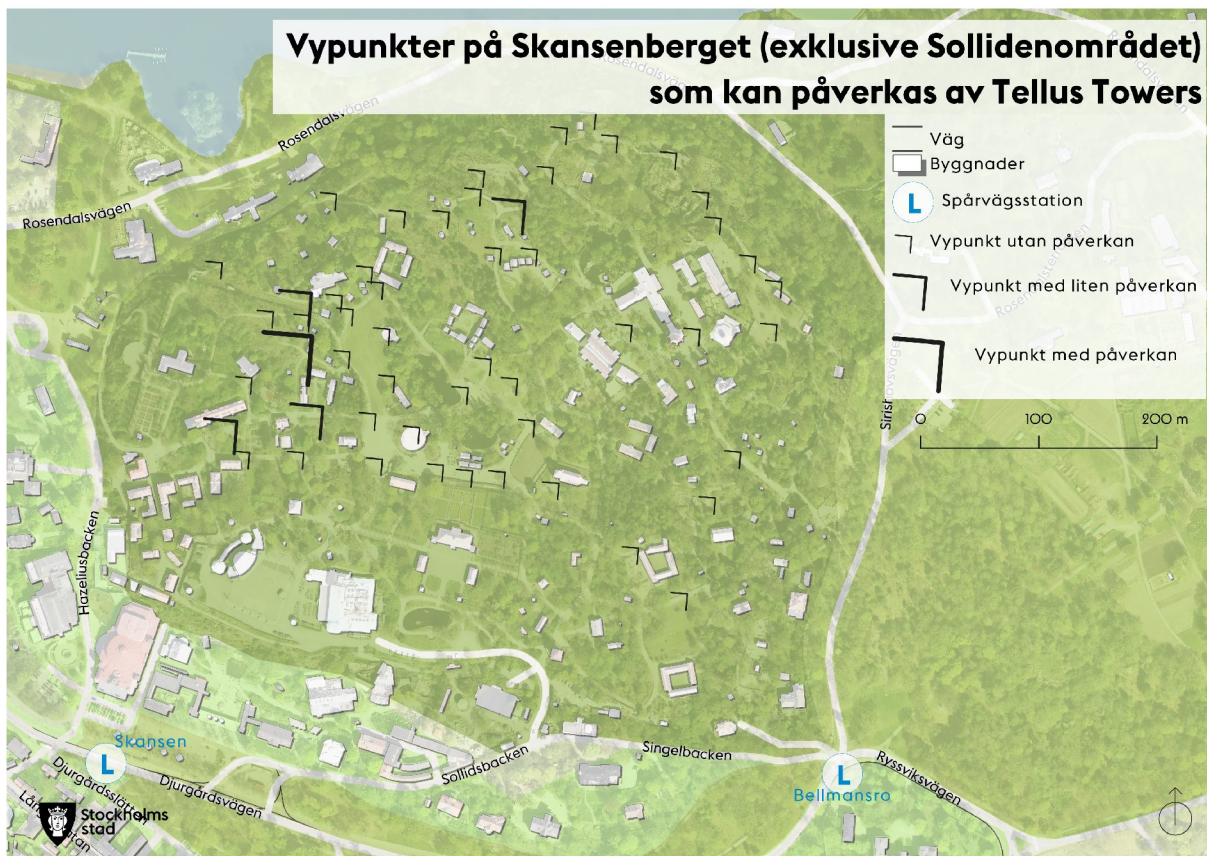 Vypunkter på Skansenberget (exklusive Sollidenområdet)
som kan påverkas av Tellus Towers
Väg
Byggnader
L Spårvägsstation
Vypunkt utan påverkan
Vypunkt med liten påverkan
Vypunkt med påverkan
0 100 200 m
Rosendalsvägen
Rosendalsvägen
Rosendalsvägen
Hazeliusbacken
Sollidsbacken
Singelbacken
Ryssviksvägen
Skansen
L
Djurgårdsvägen
L
Bellmansro
Stockholms
stad